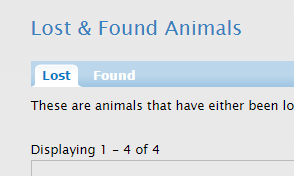 Lost & Found Animals
Lost Found
These are animals that have either been lo
Displaying 1 - 4 of 4